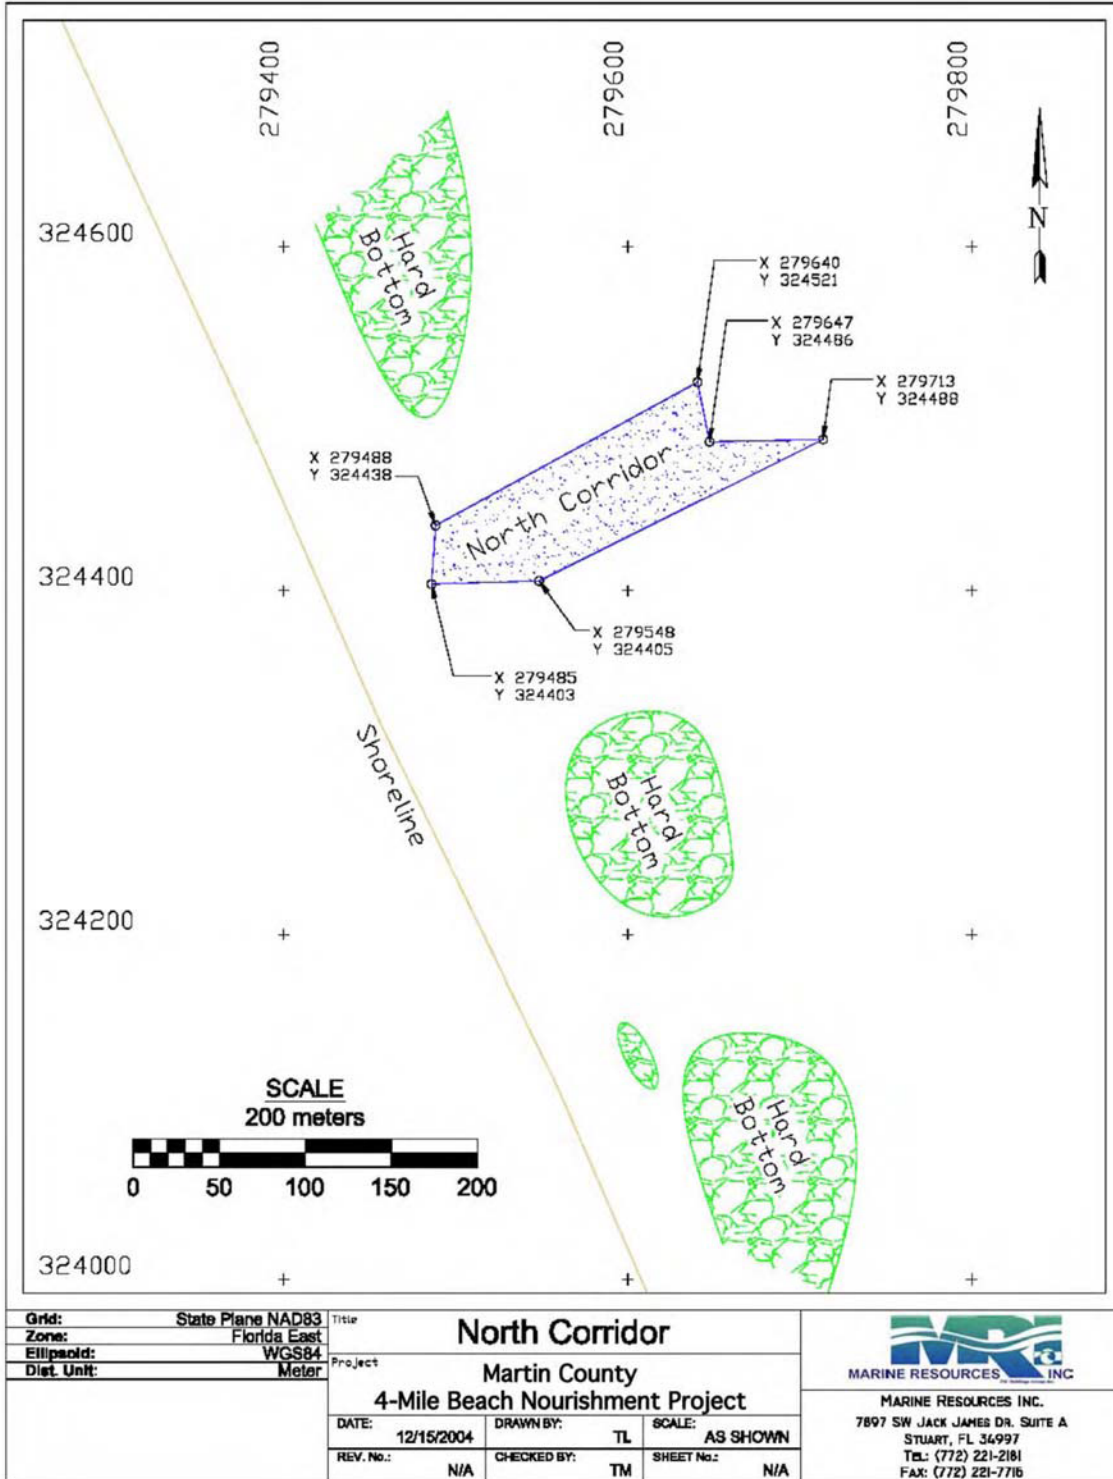 279400
279600
279800
N
324600
Hard
Bottom
X 279640
Y 324521
X 279647
Y 324486
X 279713
Y 324488
X 279488
Y 324438
North Corridor
324400
X 279548
Y 324405
X 279485
Y 324403
Shoreline
Hard
Bottom
324200
SCALE
200 meters
0 50 100 150 200
Hard
Bottom
324000
Grid: State Plane NAD83
Zone: Florida East
Ellipsoid: WGS84
Dist. Unit: Meter
Title
North Corridor
Project
Martin County
4-Mile Beach Nourishment Project
DATE: 12/15/2004
DRAWN BY: TL
SCALE: AS SHOWN
REV. No.: N/A
CHECKED BY: TM
SHEET No.: N/A
MRI
MARINE RESOURCES INC
MARINE RESOURCES INC.
7897 SW JACK JAMES DR. SUITE A
STUART, FL 34997
TEL: (772) 221-2181
FAX: (772) 221-7716